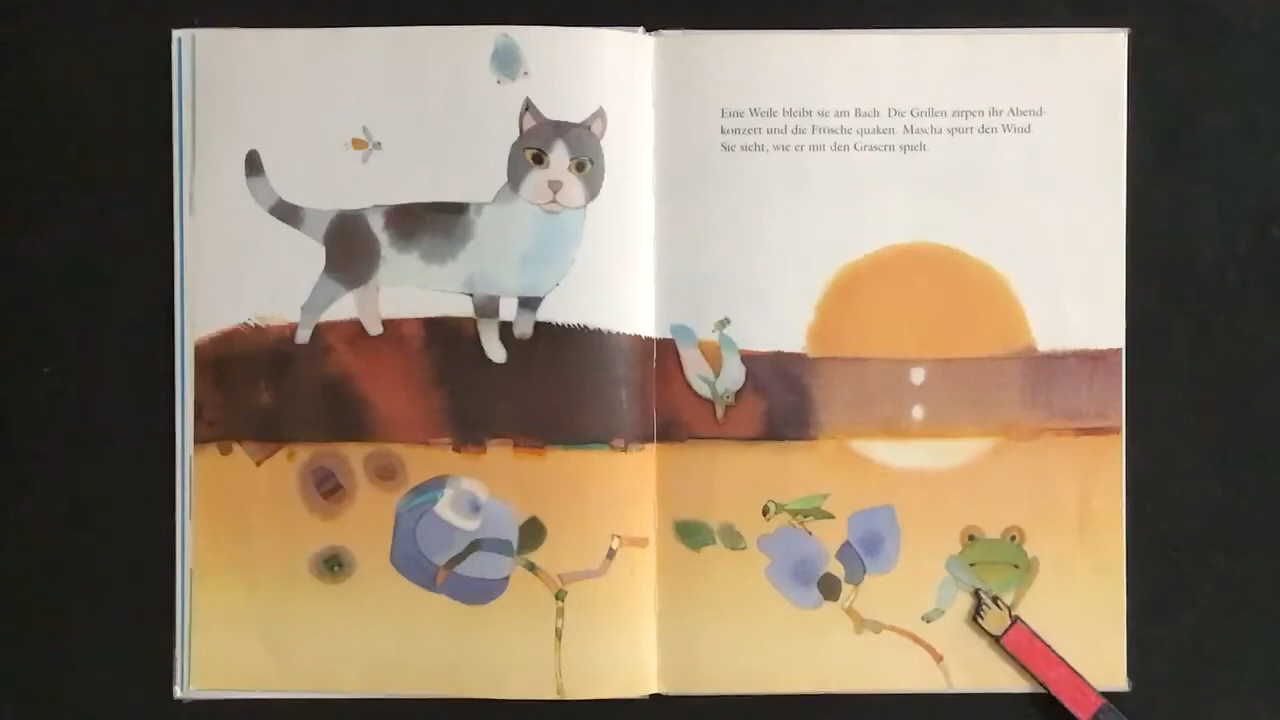 Eine Weile bleibt sie am Bach. Die Grillen zirpen ihr Abend-
konzert und die Frösche quaken. Mascha spürt den Wind.
Sie sieht, wie er mit den Gräsern spielt.